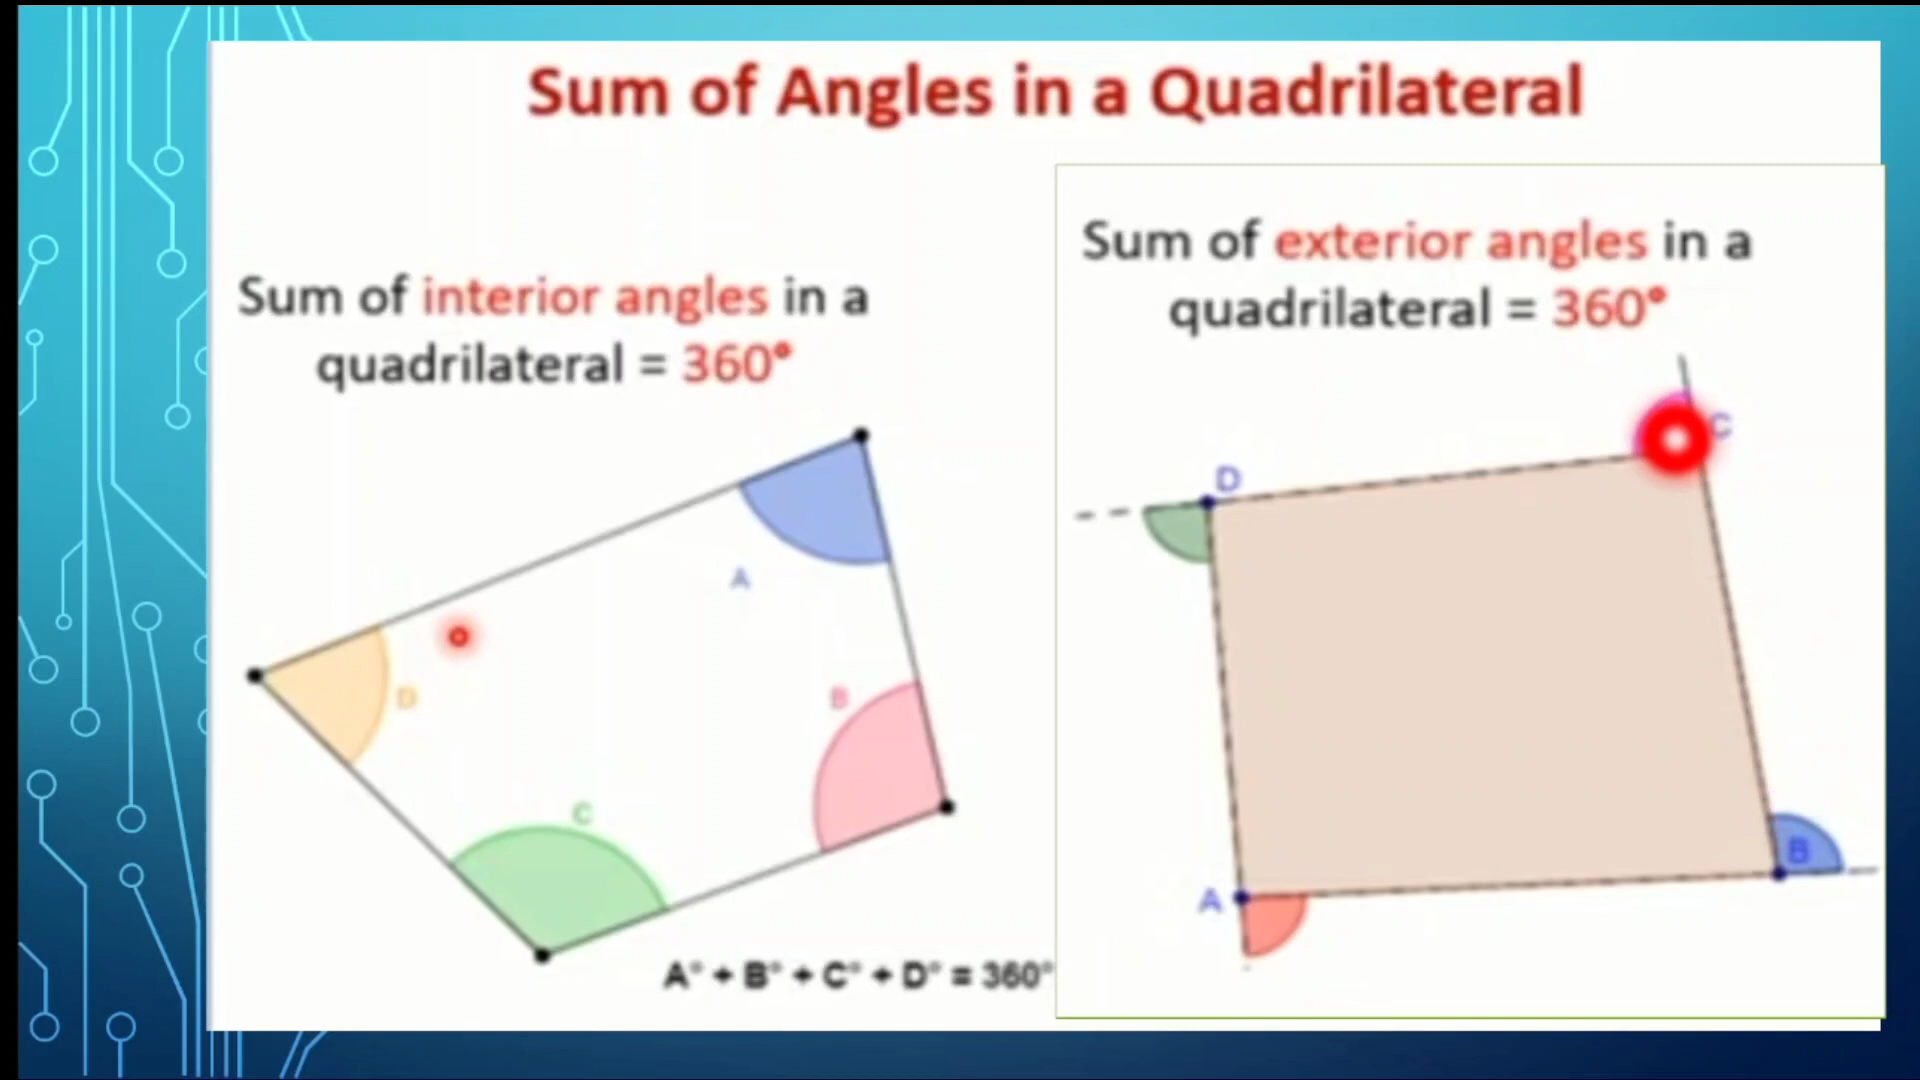 Sum of Angles in a Quadrilateral
Sum of interior angles in a
quadrilateral = 360°
A
B
C
D
A° + B° + C° + D° = 360°
Sum of exterior angles in a
quadrilateral = 360°
D
C
A
B